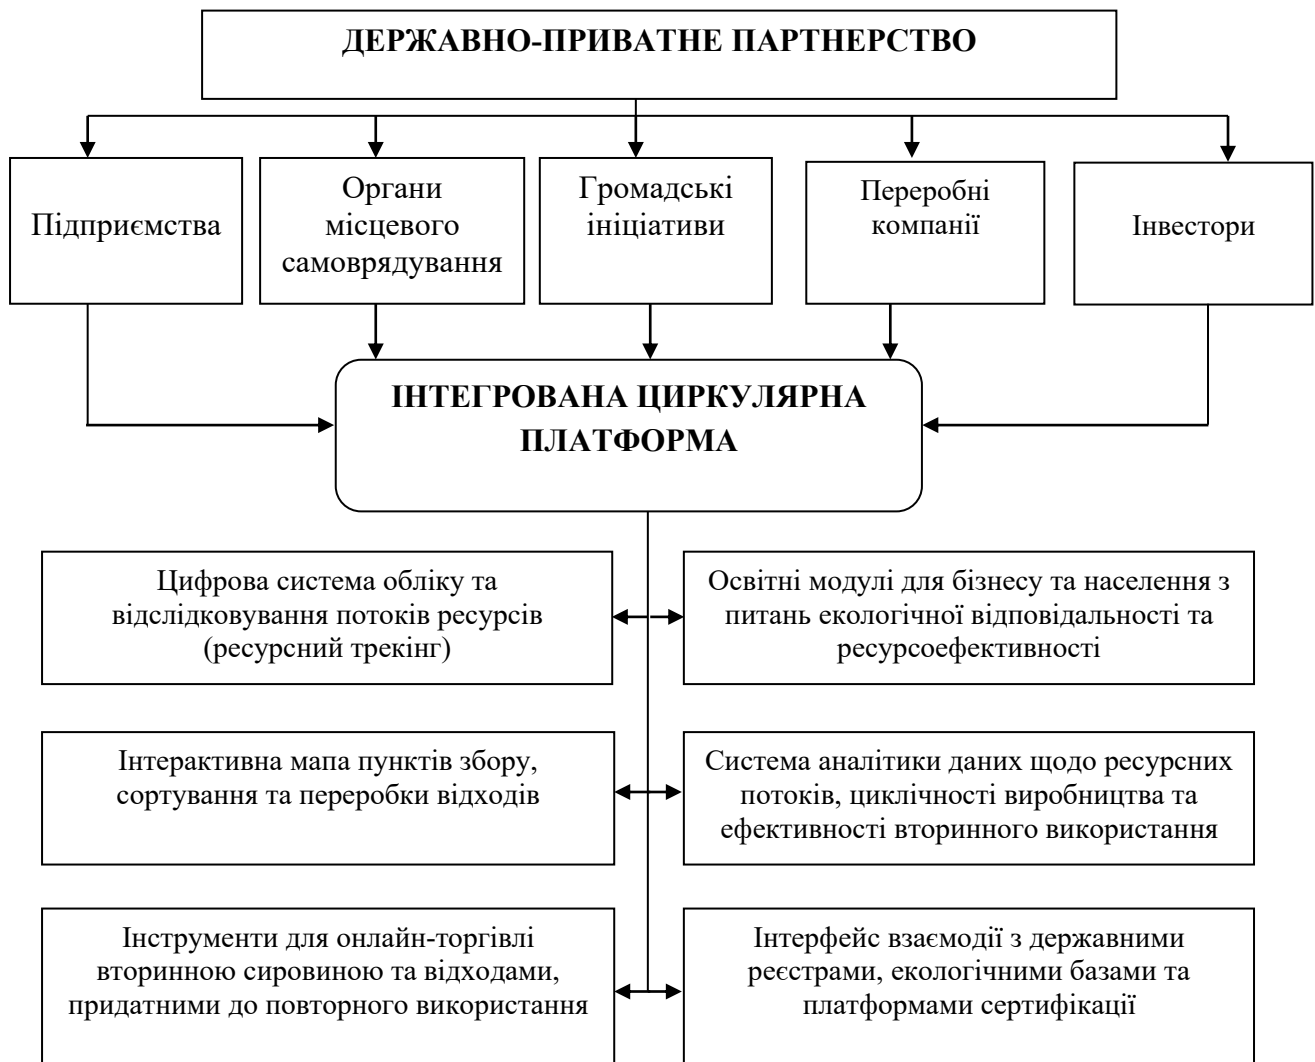 ДЕРЖАВНО-ПРИВАТНЕ ПАРТНЕРСТВО
Підприємства
Органи
місцевого
самоврядування
Громадські
ініціативи
Переробні
компанії
Інвестори
ІНТЕГРОВАНА ЦИРКУЛЯРНА
ПЛАТФОРМА
Цифрова система обліку та
відслідковування потоків ресурсів
(ресурсний трекінг)
Освітні модулі для бізнесу та населення з
питань екологічної відповідальності та
ресурсоефективності
Інтерактивна мапа пунктів збору,
сортування та переробки відходів
Система аналітики даних щодо ресурсних
потоків, циклічності виробництва та
ефективності вторинного використання
Інструменти для онлайн-торгівлі
вторинною сировиною та відходами,
придатними до повторного використання
Інтерфейс взаємодії з державними
реєстрами, екологічними базами та
платформами сертифікації